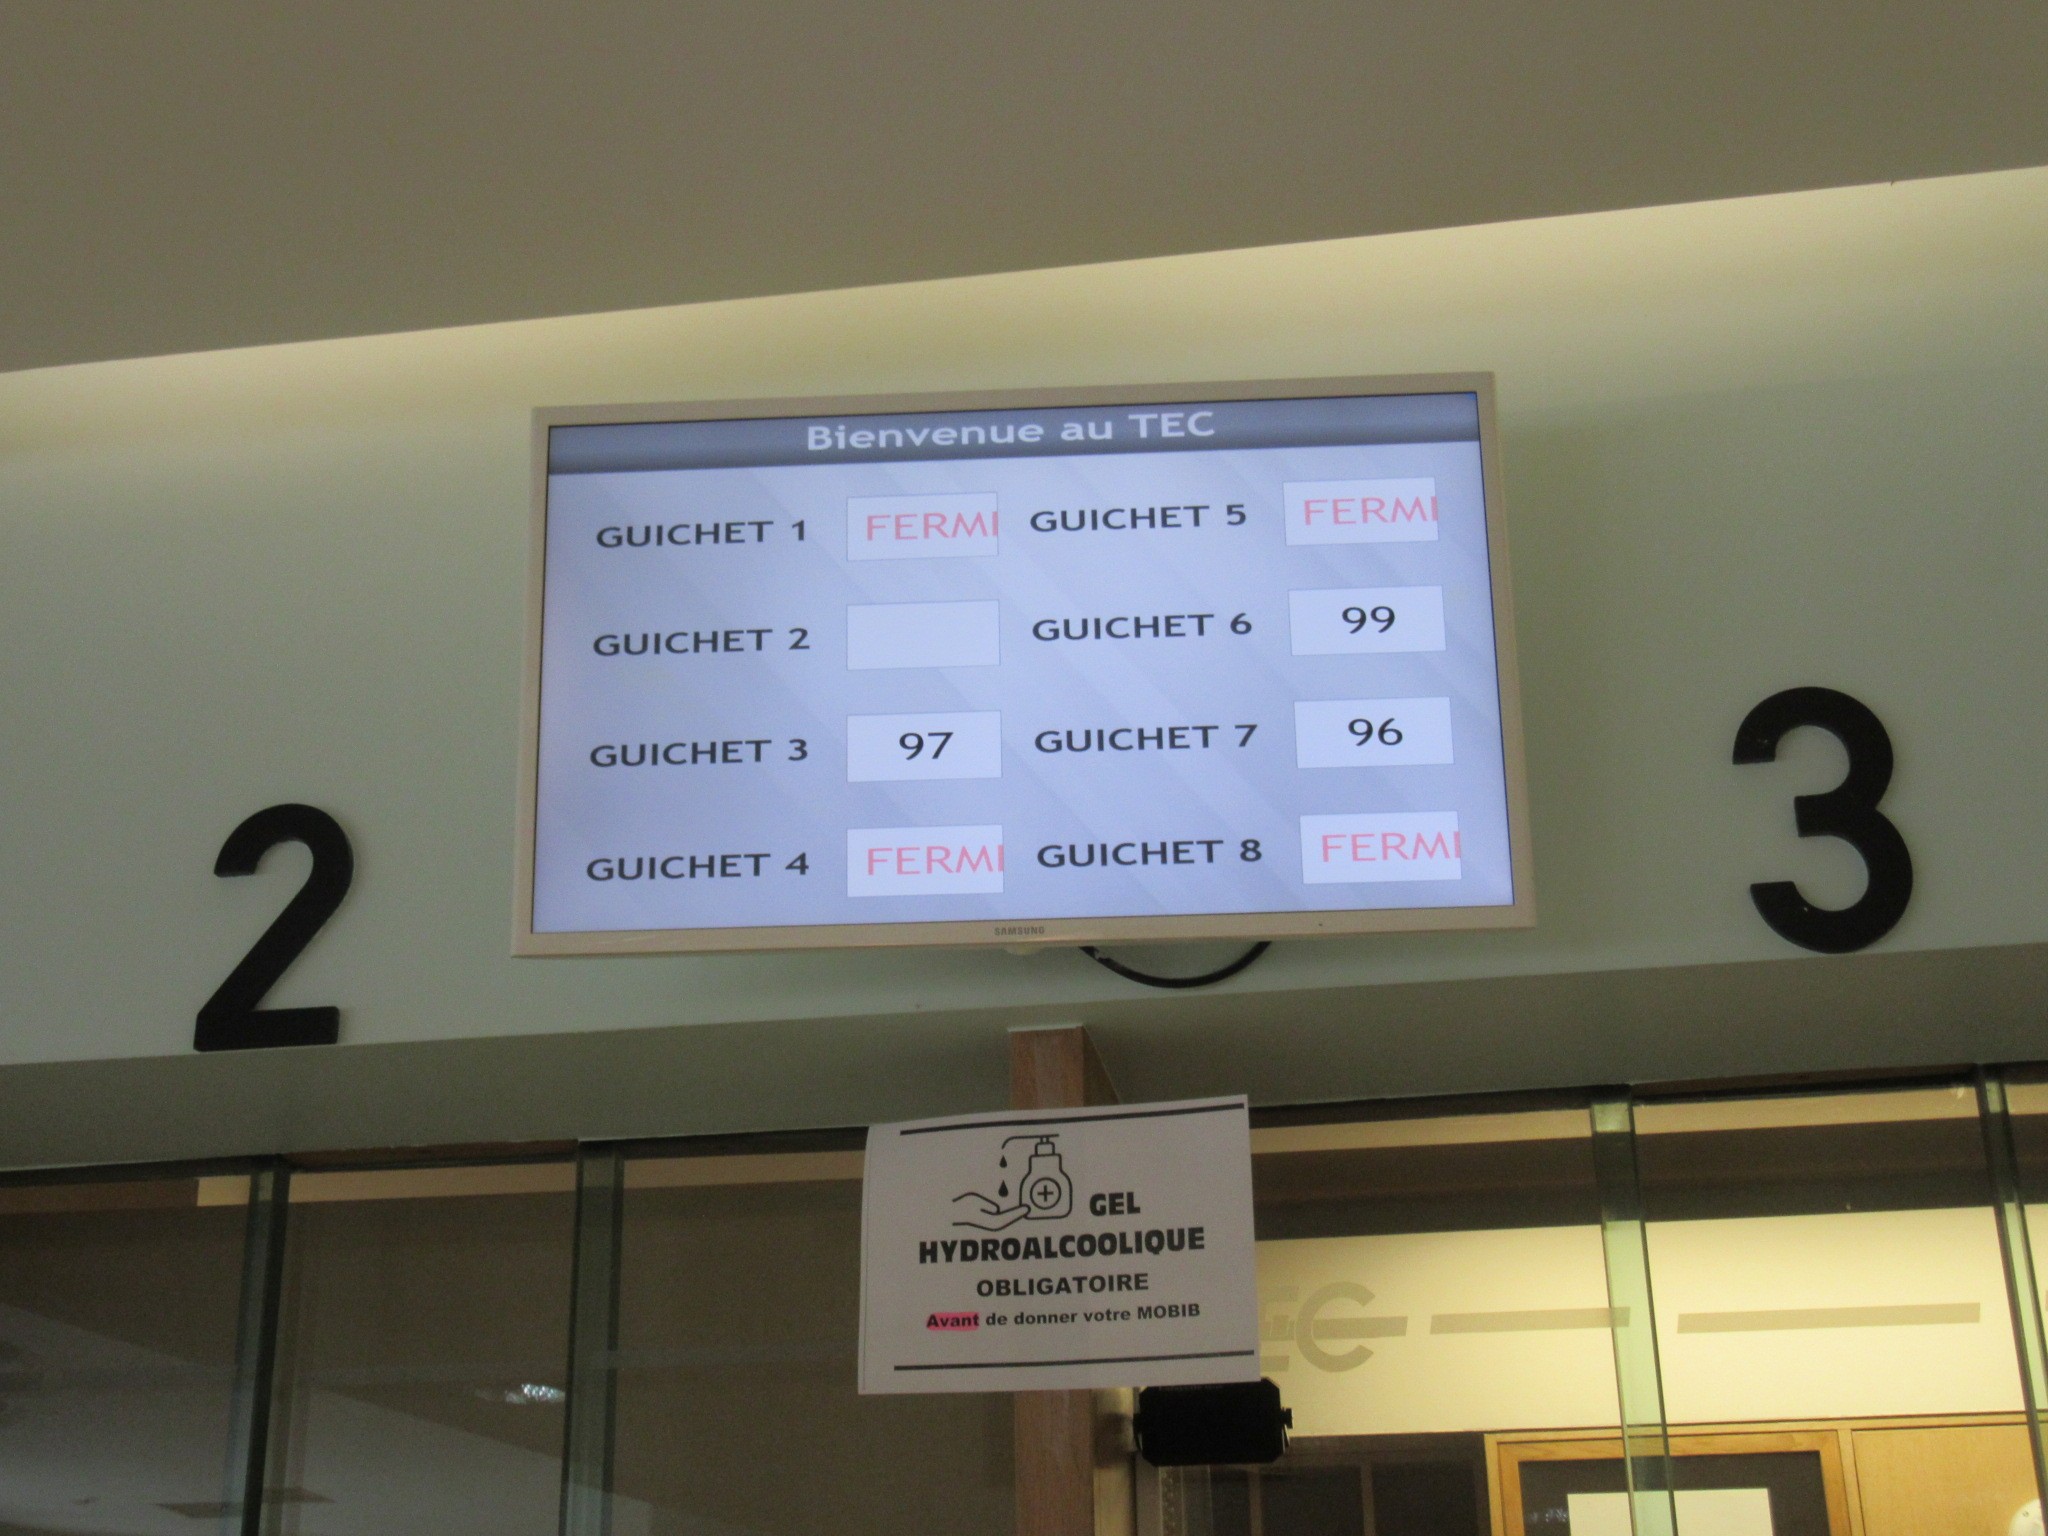 Bienvenue au TEC
GUICHET 1 FERMI GUICHET 5 FERMI
GUICHET 2 GUICHET 6 99
GUICHET 3 97 GUICHET 7 96
GUICHET 4 FERMI GUICHET 8 FERMI
SAMSUNG
2
3
GEL
HYDROALCOOLIQUE
OBLIGATOIRE
Avant de donner votre MOBIB
EC